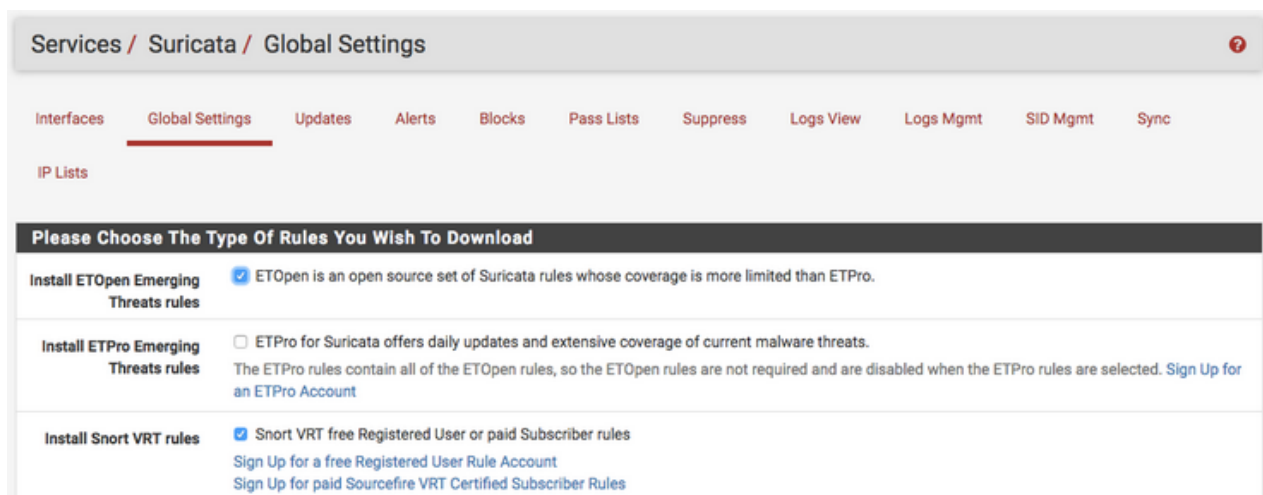 Services / Suricata / Global Settings
Interfaces Global Settings Updates Alerts Blocks Pass Lists Suppress Logs View Logs Mgmt SID Mgmt Sync
IP Lists
Please Choose The Type Of Rules You Wish To Download
Install ETOpen Emerging Threats rules
ETOpen is an open source set of Suricata rules whose coverage is more limited than ETPro.
Install ETPro Emerging Threats rules
ETPro for Suricata offers daily updates and extensive coverage of current malware threats.
The ETPro rules contain all of the ETOpen rules, so the ETOpen rules are not required and are disabled when the ETPro rules are selected. Sign Up for
an ETPro Account
Install Snort VRT rules
Snort VRT free Registered User or paid Subscriber rules
Sign Up for a free Registered User Rule Account
Sign Up for paid Sourcefire VRT Certified Subscriber Rules